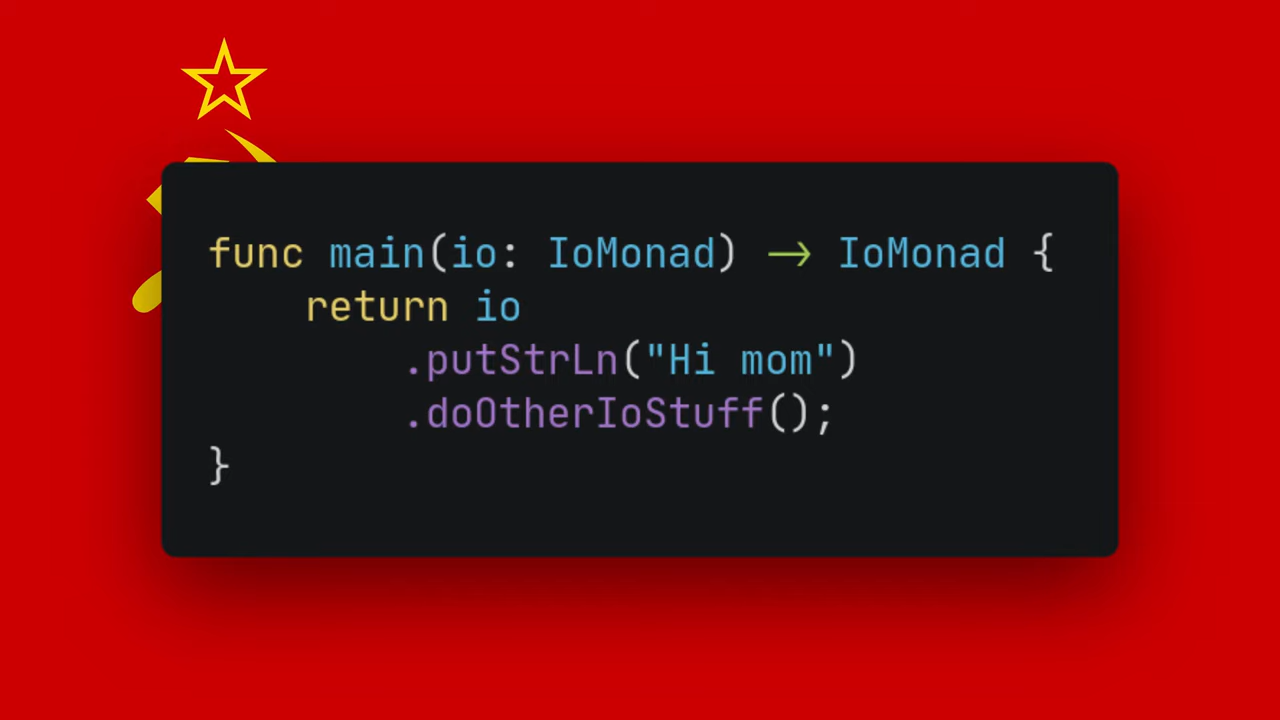 func main(io: IoMonad) -> IoMonad {
    return io
        .putStrLn("Hi mom")
        .doOtherIoStuff();
}